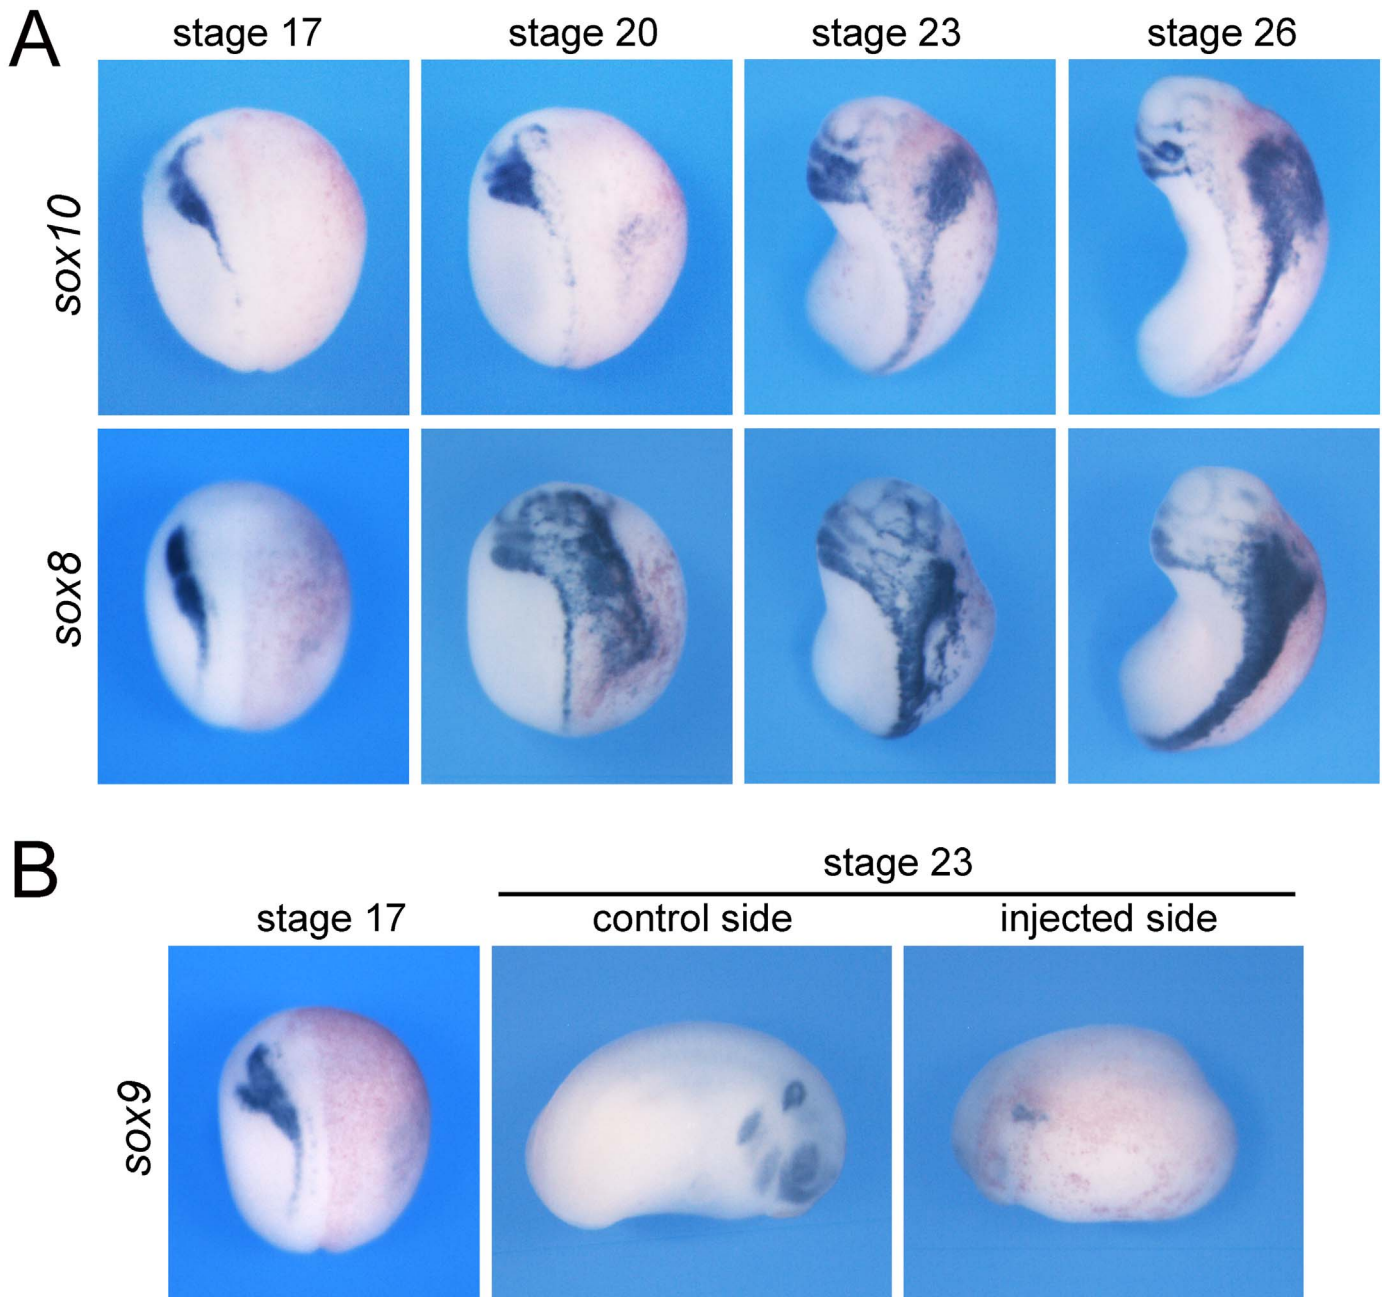 A
stage 17
stage 20
stage 23
stage 26
sox10
sox8
B
stage 23
stage 17
control side
injected side
sox9